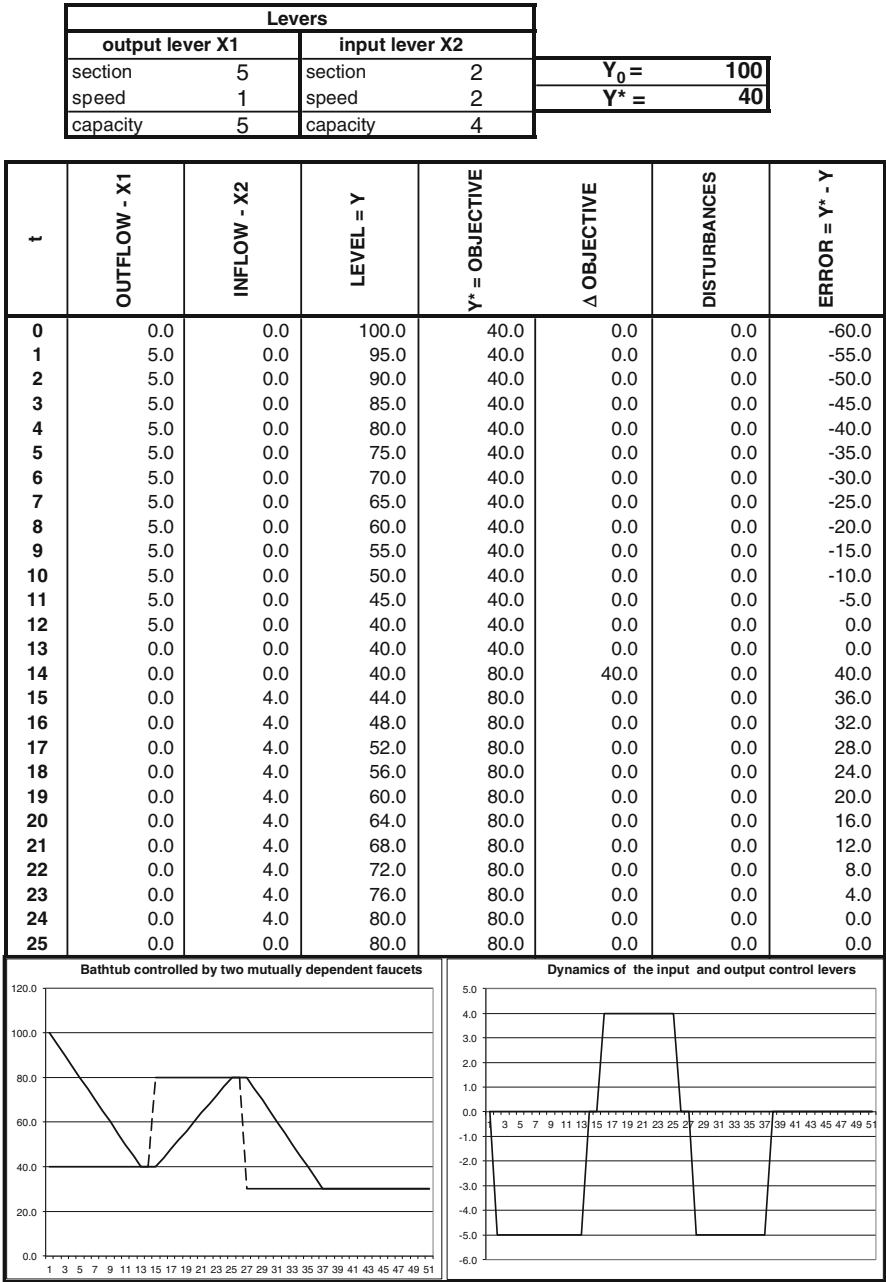 Levers
output lever X1 input lever X2
section 5 section 2 Y0 = 100
speed 1 speed 2 Y* = 40
capacity 5 capacity 4
t OUTFLOW - X1 INFLOW - X2 LEVEL = Y Y* = OBJECTIVE Δ OBJECTIVE DISTURBANCES ERROR = Y* - Y
0 0.0 0.0 100.0 40.0 0.0 0.0 -60.0
1 5.0 0.0 95.0 40.0 0.0 0.0 -55.0
2 5.0 0.0 90.0 40.0 0.0 0.0 -50.0
3 5.0 0.0 85.0 40.0 0.0 0.0 -45.0
4 5.0 0.0 80.0 40.0 0.0 0.0 -40.0
5 5.0 0.0 75.0 40.0 0.0 0.0 -35.0
6 5.0 0.0 70.0 40.0 0.0 0.0 -30.0
7 5.0 0.0 65.0 40.0 0.0 0.0 -25.0
8 5.0 0.0 60.0 40.0 0.0 0.0 -20.0
9 5.0 0.0 55.0 40.0 0.0 0.0 -15.0
10 5.0 0.0 50.0 40.0 0.0 0.0 -10.0
11 5.0 0.0 45.0 40.0 0.0 0.0 -5.0
12 5.0 0.0 40.0 40.0 0.0 0.0 0.0
13 0.0 0.0 40.0 40.0 0.0 0.0 0.0
14 0.0 0.0 40.0 80.0 40.0 0.0 40.0
15 0.0 4.0 44.0 80.0 0.0 0.0 36.0
16 0.0 4.0 48.0 80.0 0.0 0.0 32.0
17 0.0 4.0 52.0 80.0 0.0 0.0 28.0
18 0.0 4.0 56.0 80.0 0.0 0.0 24.0
19 0.0 4.0 60.0 80.0 0.0 0.0 20.0
20 0.0 4.0 64.0 80.0 0.0 0.0 16.0
21 0.0 4.0 68.0 80.0 0.0 0.0 12.0
22 0.0 4.0 72.0 80.0 0.0 0.0 8.0
23 0.0 4.0 76.0 80.0 0.0 0.0 4.0
24 0.0 4.0 80.0 80.0 0.0 0.0 0.0
25 0.0 0.0 80.0 80.0 0.0 0.0 0.0
Bathtub controlled by two mutually dependent faucets
120.0
100.0
80.0
60.0
40.0
20.0
0.0
1 3 5 7 9 11 13 15 17 19 21 23 25 27 29 31 33 35 37 39 41 43 45 47 49 51
Dynamics of the input and output control levers
5.0
4.0
3.0
2.0
1.0
0.0
1 3 5 7 9 11 13 15 17 19 21 23 25 27 29 31 33 35 37 39 41 43 45 47 49 51
-1.0
-2.0
-3.0
-4.0
-5.0
-6.0